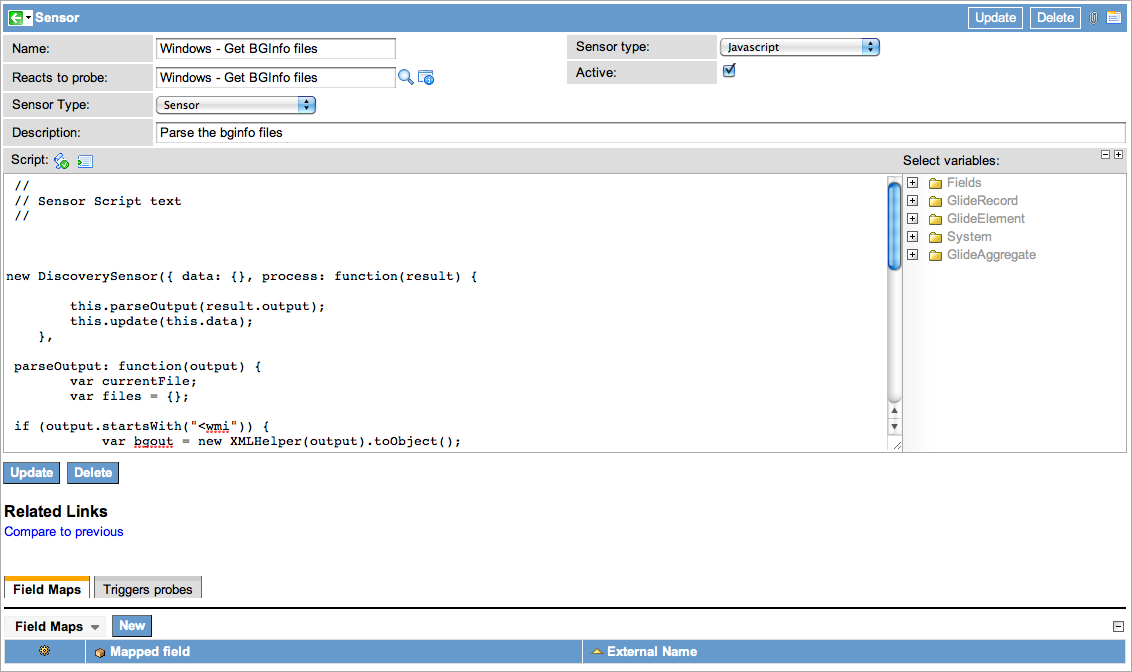 Sensor
Update Delete
Name: Windows - Get BGInfo files
Sensor type: Javascript
Reacts to probe: Windows - Get BGInfo files
Active:
Sensor Type: Sensor
Description: Parse the bginfo files
Script:
Select variables:
//
// Sensor Script text
//
new DiscoverySensor({ data: {}, process: function(result) {
this.parseOutput(result.output);
this.update(this.data);
},
parseOutput: function(output) {
var currentFile;
var files = {};
if (output.startsWith("<wmi")) {
var bgout = new XMLHelper(output).toObject();
Fields
GlideRecord
GlideElement
System
GlideAggregate
Update Delete
Related Links
Compare to previous
Field Maps Triggers probes
Field Maps New
Mapped field External Name